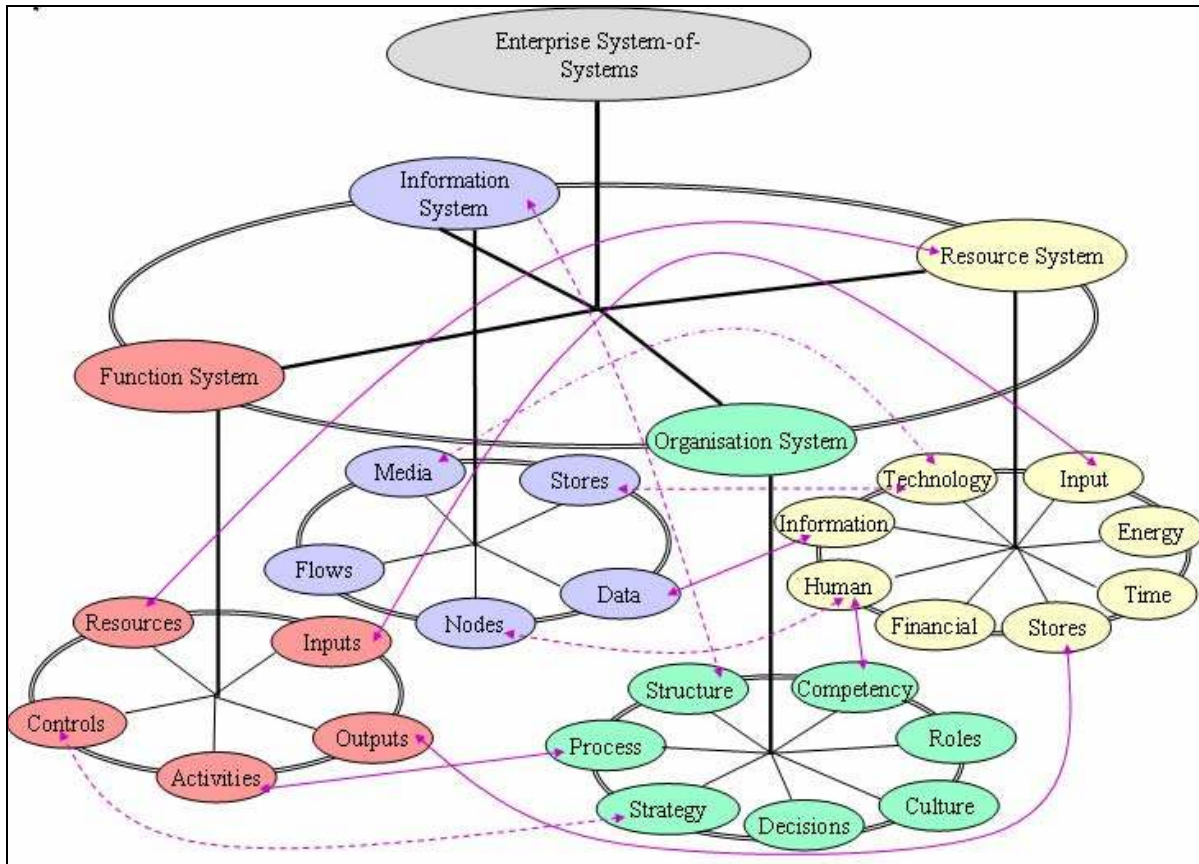 Enterprise System-of-
Systems
Information
System
Resource System
Function System
Organisation System
Media
Stores
Flows
Data
Nodes
Technology
Input
Information
Energy
Human
Time
Financial
Stores
Resources
Inputs
Controls
Outputs
Activities
Structure
Competency
Process
Roles
Strategy
Culture
Decisions